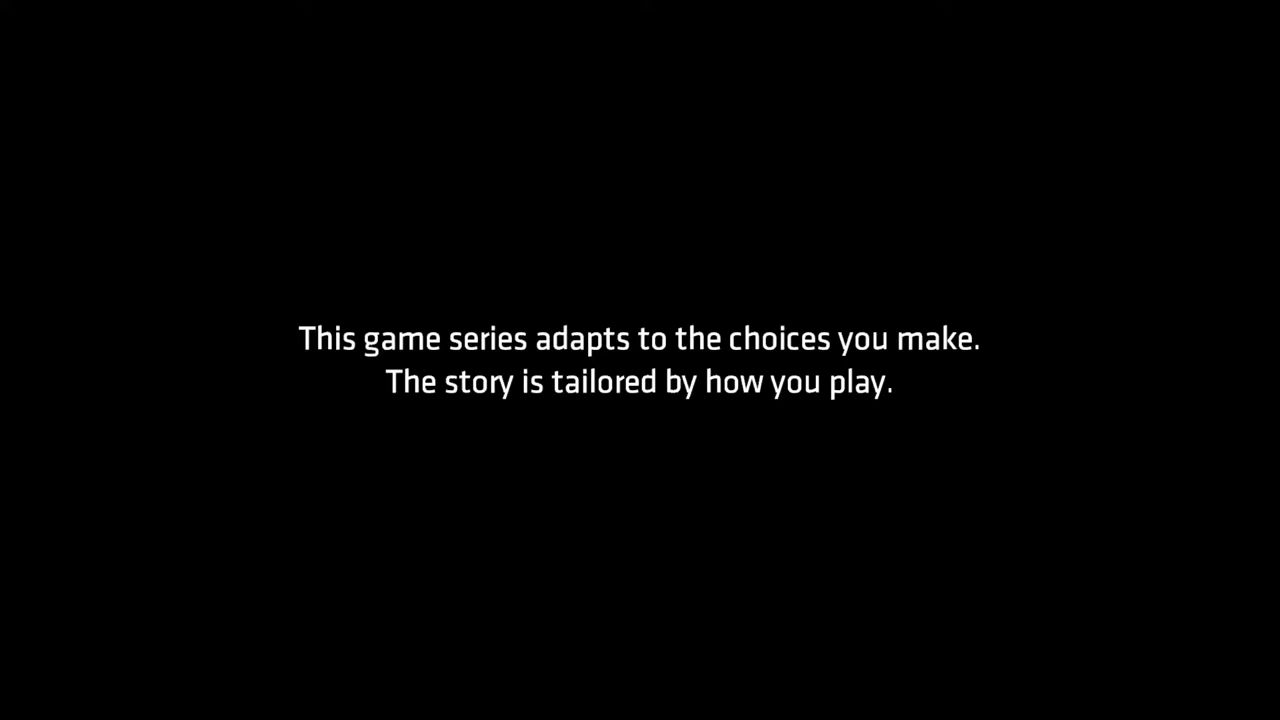 This game series adapts to the choices you make.
The story is tailored by how you play.